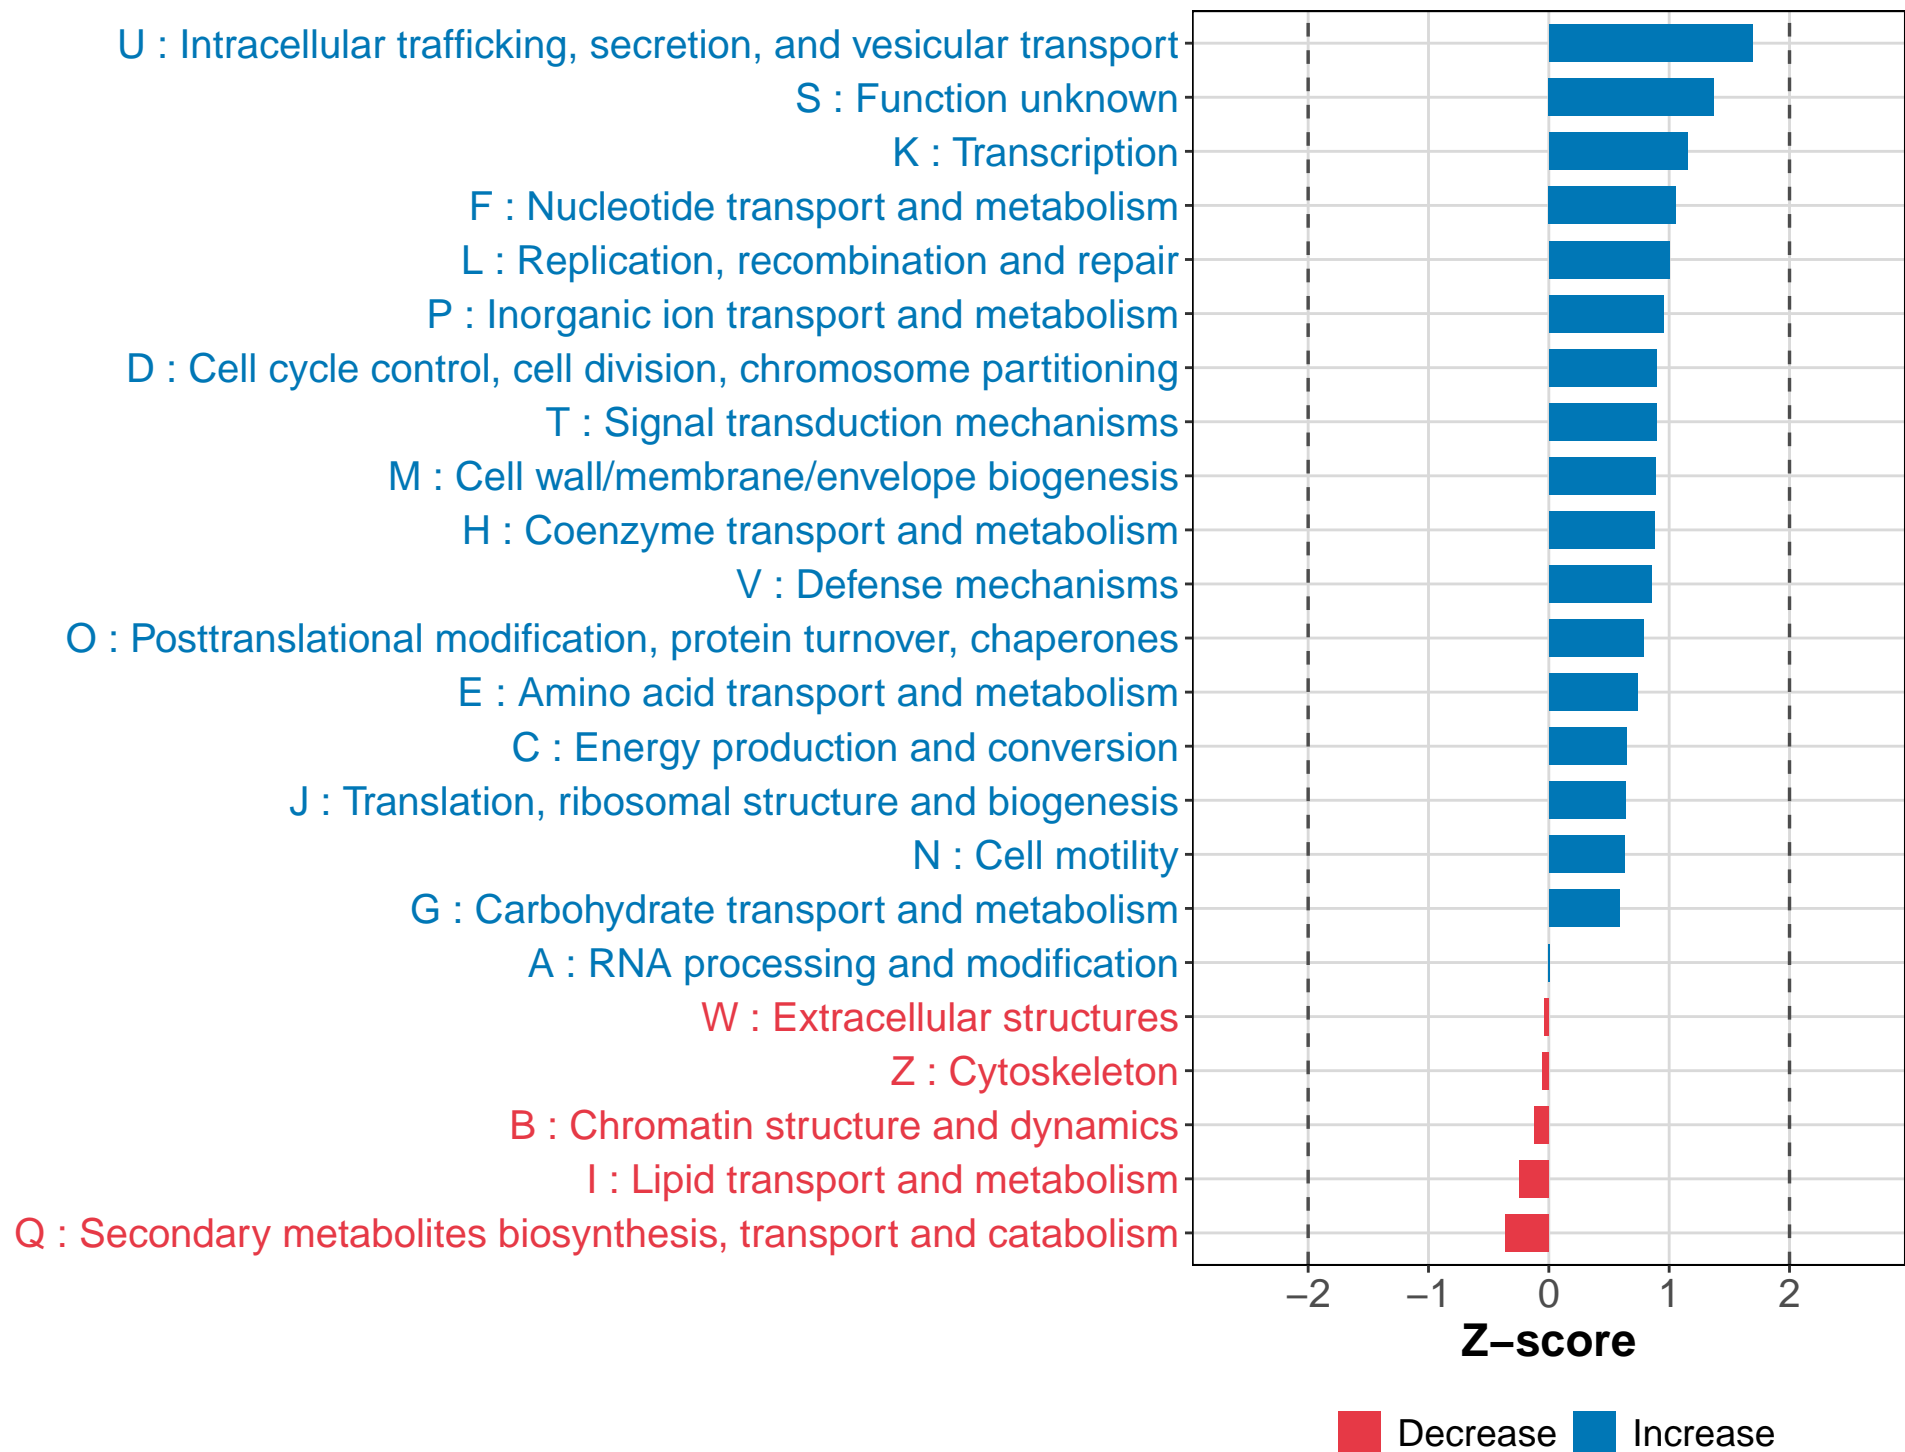 U : Intracellular trafficking, secretion, and vesicular transport
S : Function unknown
K : Transcription
F : Nucleotide transport and metabolism
L : Replication, recombination and repair
P : Inorganic ion transport and metabolism
D : Cell cycle control, cell division, chromosome partitioning
T : Signal transduction mechanisms
M : Cell wall/membrane/envelope biogenesis
H : Coenzyme transport and metabolism
V : Defense mechanisms
O : Posttranslational modification, protein turnover, chaperones
E : Amino acid transport and metabolism
C : Energy production and conversion
J : Translation, ribosomal structure and biogenesis
N : Cell motility
G : Carbohydrate transport and metabolism
A : RNA processing and modification
W : Extracellular structures
Z : Cytoskeleton
B : Chromatin structure and dynamics
I : Lipid transport and metabolism
Q : Secondary metabolites biosynthesis, transport and catabolism
−2 −1 0 1 2
Z−score
Decrease Increase